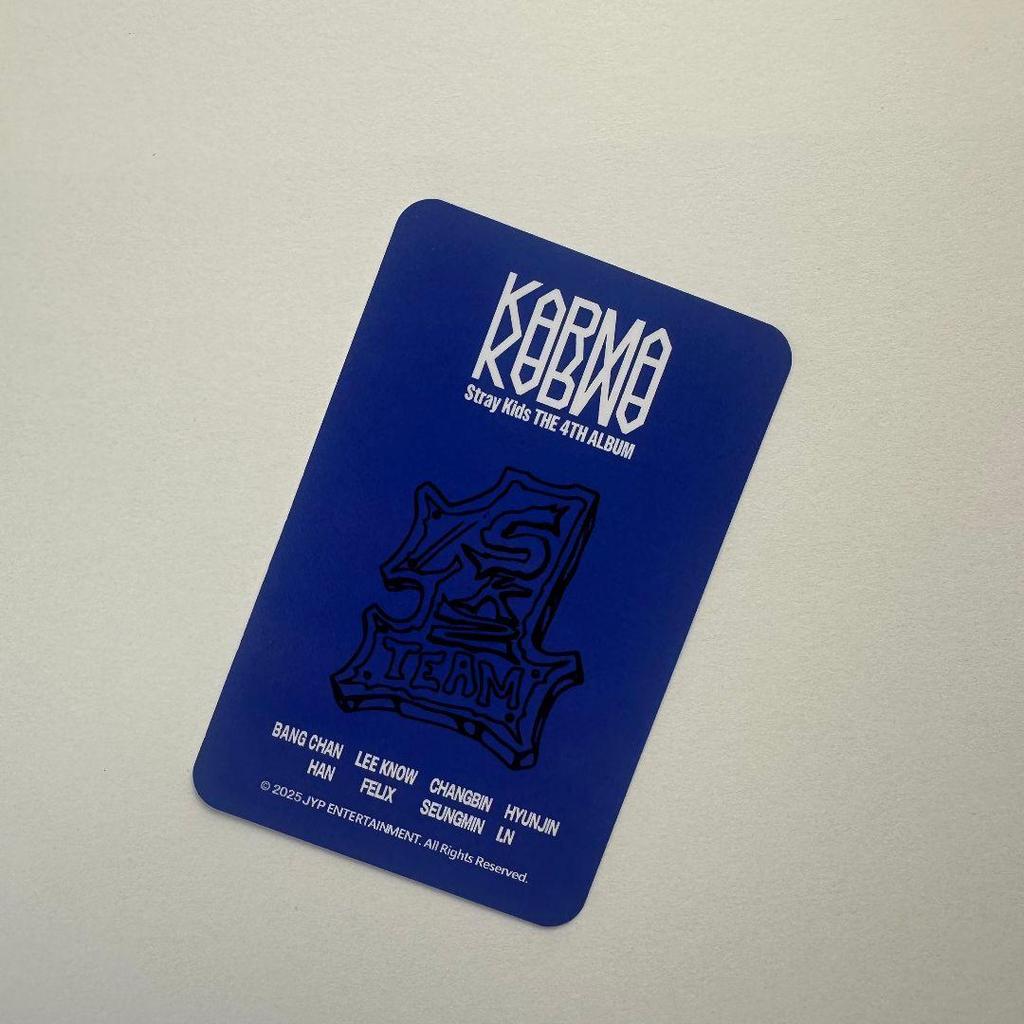 KARMA
KARMA
Stray Kids THE 4TH ALBUM
SK
TEAM
BANG CHAN LEE KNOW CHANGBIN HYUNJIN
HAN FELIX SEUNGMIN I.N
© 2025 JYP ENTERTAINMENT. All Rights Reserved.